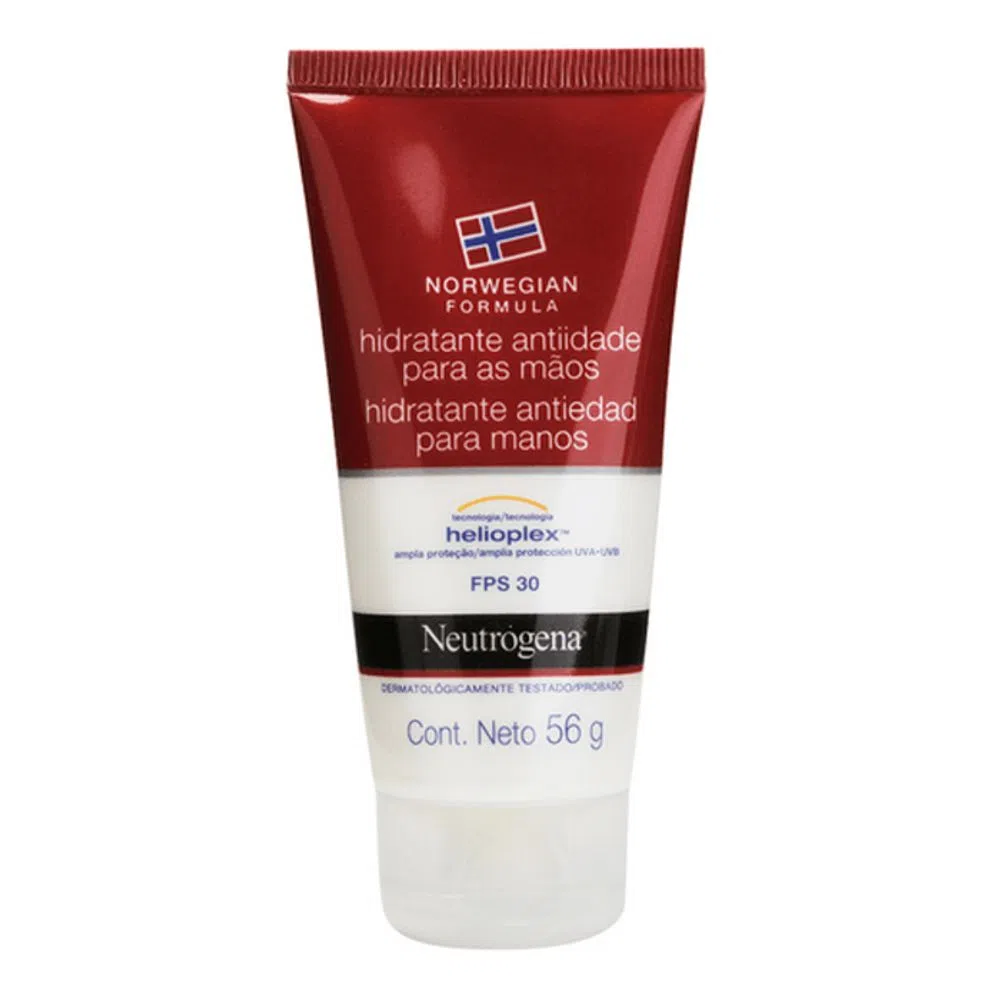 NORWEGIAN
FORMULA
hidratante antiidade
para as mãos
hidratante antiedad
para manos
tecnologia/tecnología
helioplex™
ampla proteção/amplia protección UVA-UVB
FPS 30
Neutrogena
DERMATOLÓGICAMENTE TESTADO/PROBADO
Cont. Neto 56 g